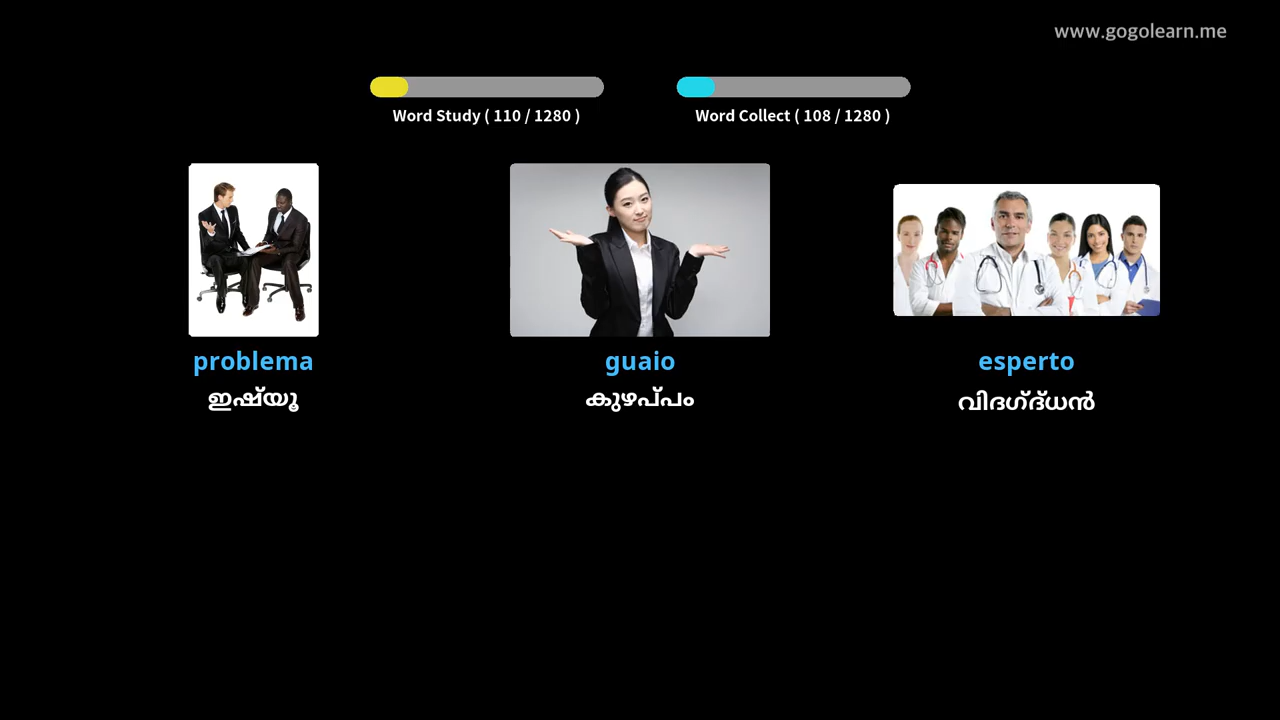 www.gogolearn.me
Word Study ( 110 / 1280 )
Word Collect ( 108 / 1280 )
problema
ഇഷ്യൂ
guaio
കുഴപ്പം
esperto
വിദഗ്ദ്ധൻ